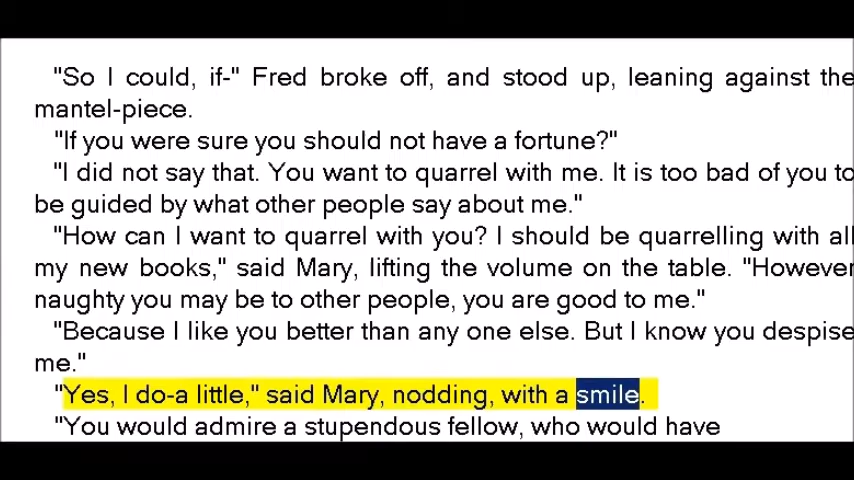 "So I could, if-" Fred broke off, and stood up, leaning against the
mantel-piece.
"If you were sure you should not have a fortune?"
"I did not say that. You want to quarrel with me. It is too bad of you to
be guided by what other people say about me."
"How can I want to quarrel with you? I should be quarrelling with all
my new books," said Mary, lifting the volume on the table. "However
naughty you may be to other people, you are good to me."
"Because I like you better than any one else. But I know you despise
me."
"Yes, I do-a little," said Mary, nodding, with a smile.
"You would admire a stupendous fellow, who would have